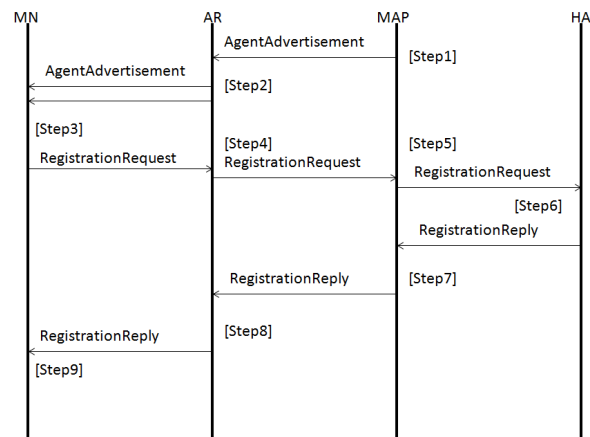 MN AR MAP HA
AgentAdvertisement
[Step1]
AgentAdvertisement
[Step2]
[Step3]
[Step4]
[Step5]
RegistrationRequest
RegistrationRequest
RegistrationRequest
[Step6]
RegistrationReply
RegistrationReply
[Step7]
[Step8]
RegistrationReply
[Step9]